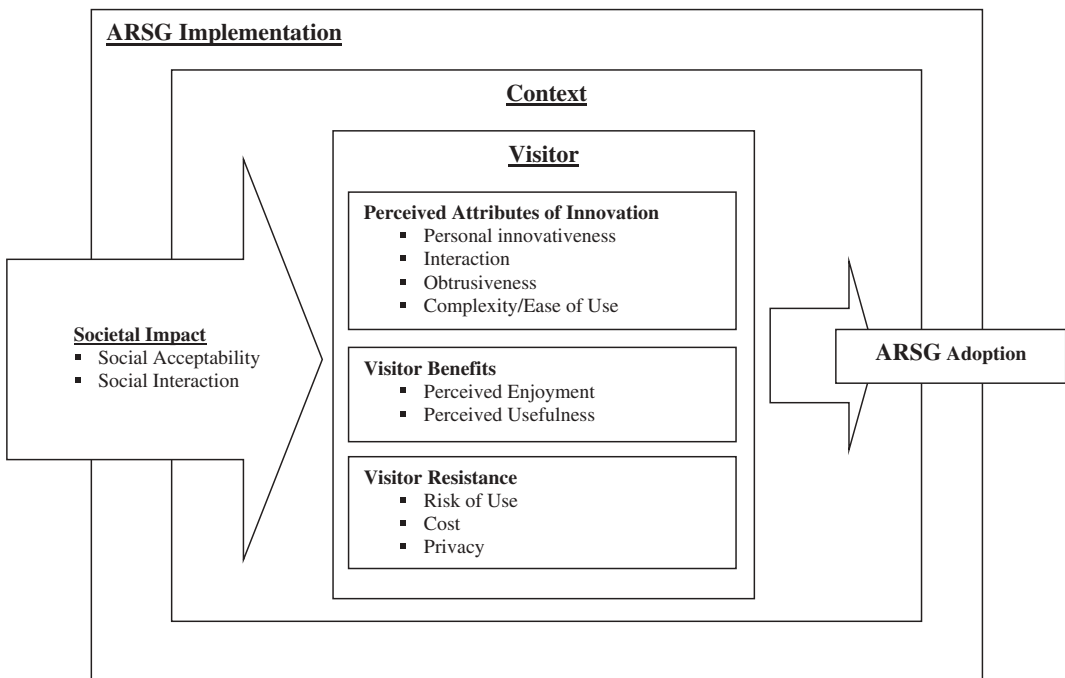 ARSG Implementation
Context
Visitor
Perceived Attributes of Innovation
▪ Personal innovativeness
▪ Interaction
▪ Obtrusiveness
▪ Complexity/Ease of Use
Societal Impact
▪ Social Acceptability
▪ Social Interaction
Visitor Benefits
▪ Perceived Enjoyment
▪ Perceived Usefulness
Visitor Resistance
▪ Risk of Use
▪ Cost
▪ Privacy
ARSG Adoption